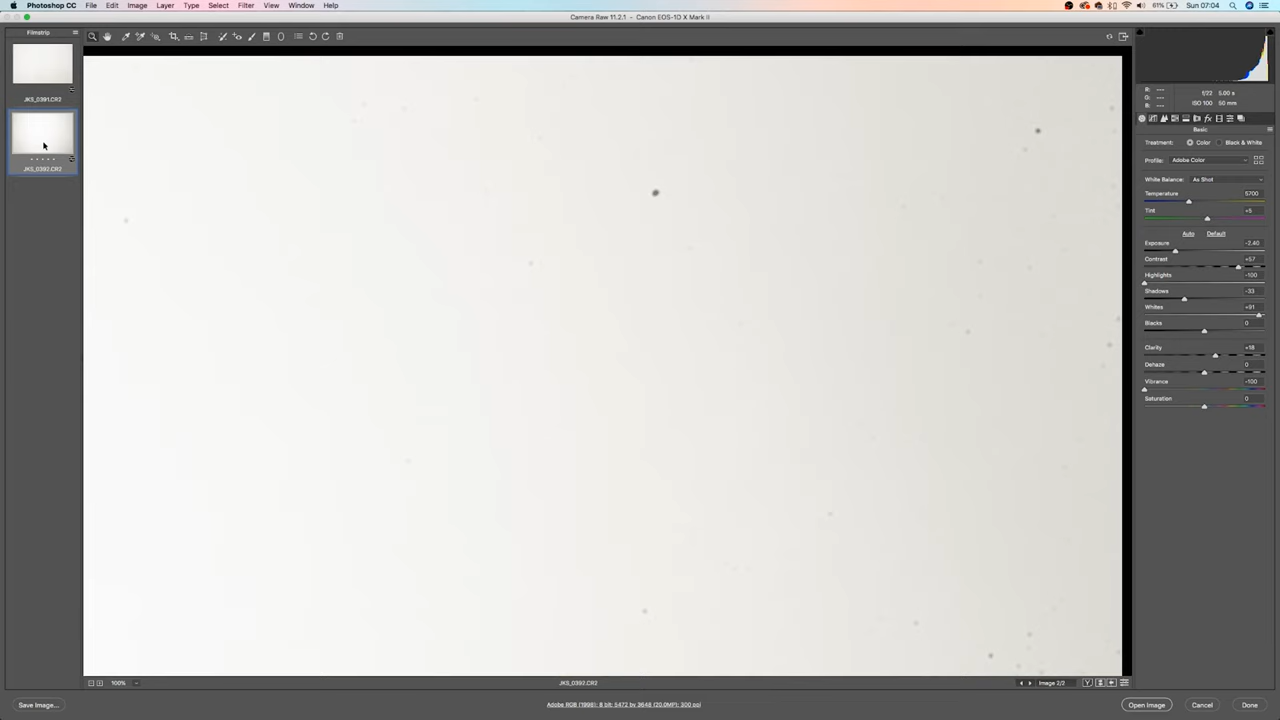 Photoshop CC File Edit Image Layer Type Select Filter View Window Help 61% Sun 07:04
Camera Raw 11.2.1 - Canon EOS-1D X Mark II
Filmstrip
JKS_0391.CR2
JKS_0392.CR2
R: ---
G: ---
B: ---
f/22 5.00 s
ISO 100 50 mm
Basic
Treatment: Color Black & White
Profile: Adobe Color
White Balance: As Shot
Temperature 5700
Tint +5
Auto Default
Exposure -2.40
Contrast +57
Highlights -100
Shadows -33
Whites +91
Blacks 0
Clarity +18
Dehaze 0
Vibrance -100
Saturation 0
100% JKS_0392.CR2 Image 2/2 Y
Save Image... Adobe RGB (1998); 8 bit; 5472 by 3648 (20.0MP); 300 ppi Open Image Cancel Done